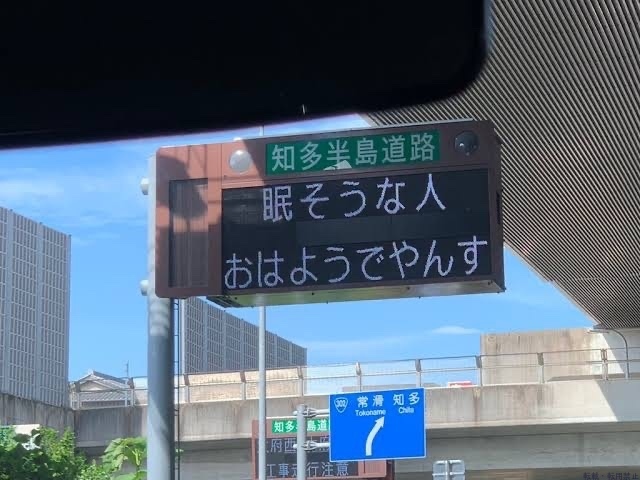 知多半島道路
眠そうな人
おはようでやんす
302
常滑 知多
Tokoname Chita
知多半島道
工事走行注意